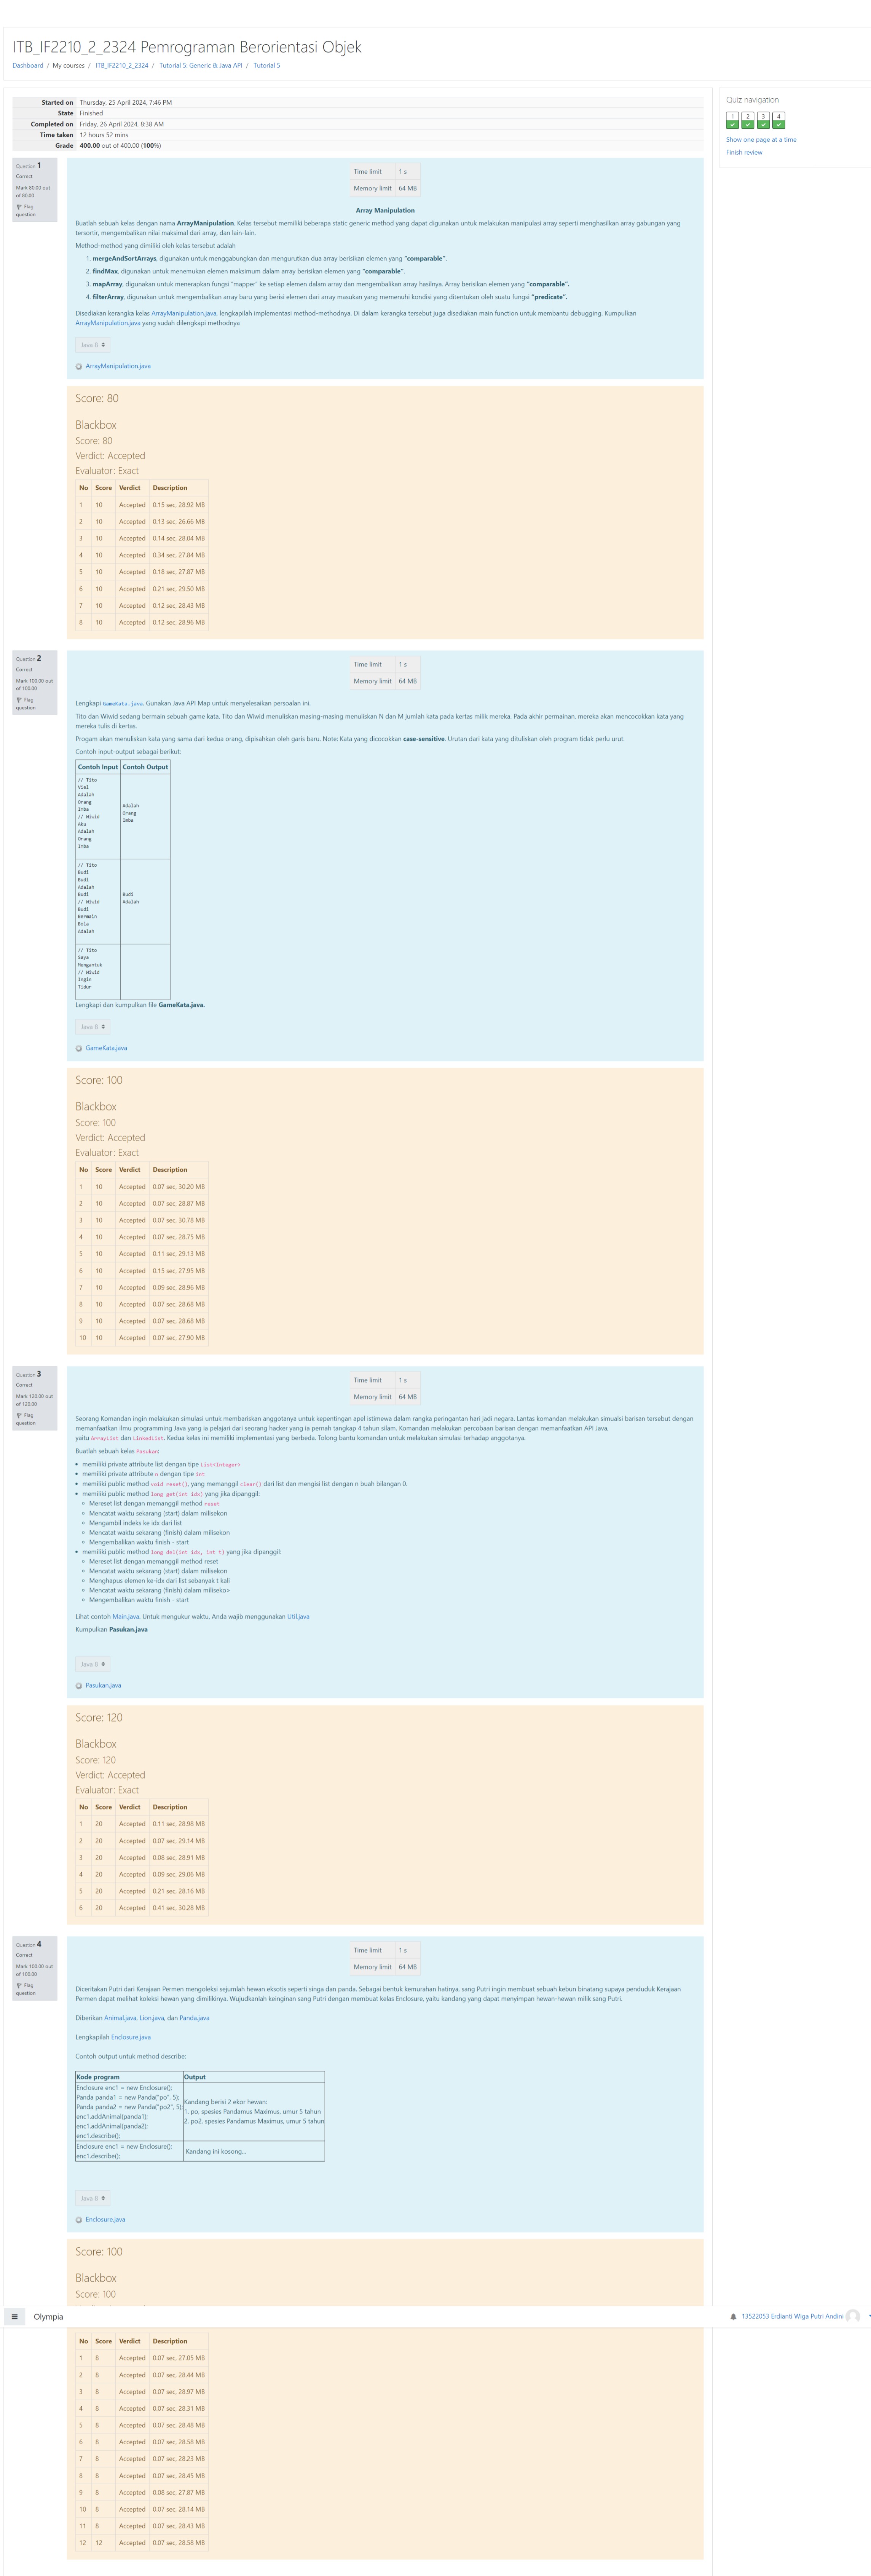 ITB_IF2210_2_2324 Pemrograman Berorientasi Objek
Dashboard / My courses / ITB_IF2210_2_2324 / Tutorial 5: Generic & Java API / Tutorial 5
Started on Thursday, 25 April 2024, 7:46 PM
State Finished
Completed on Friday, 26 April 2024, 8:38 AM
Time taken 12 hours 52 mins
Grade 400.00 out of 400.00 (100%)
Quiz navigation
1 2 3 4
Show one page at a time
Finish review
Question 1
Correct
Mark 80.00 out
of 80.00
Flag
question
Time limit 1 s
Memory limit 64 MB
Array Manipulation
Buatlah sebuah kelas dengan nama ArrayManipulation. Kelas tersebut memiliki beberapa static generic method yang dapat digunakan untuk melakukan manipulasi array seperti menghasilkan array gabungan yang
tersortir, mengembalikan nilai maksimal dari array, dan lain-lain.
Method-method yang dimiliki oleh kelas tersebut adalah
1. mergeAndSortArrays, digunakan untuk menggabungkan dan mengurutkan dua array berisikan elemen yang "comparable".
2. findMax, digunakan untuk menemukan elemen maksimum dalam array berisikan elemen yang "comparable".
3. mapArray, digunakan untuk menerapkan fungsi "mapper" ke setiap elemen dalam array dan mengembalikan array hasilnya. Array berisikan elemen yang "comparable".
4. filterArray, digunakan untuk mengembalikan array baru yang berisi elemen dari array masukan yang memenuhi kondisi yang ditentukan oleh suatu fungsi "predicate".
Disediakan kerangka kelas ArrayManipulation.java, lengkapilah implementasi method-methodnya. Di dalam kerangka tersebut juga disediakan main function untuk membantu debugging. Kumpulkan
ArrayManipulation.java yang sudah dilengkapi methodnya
Java 8
ArrayManipulation.java
Score: 80
Blackbox
Score: 80
Verdict: Accepted
Evaluator: Exact
No Score Verdict Description
1 10 Accepted 0.15 sec, 28.92 MB
2 10 Accepted 0.13 sec, 26.66 MB
3 10 Accepted 0.14 sec, 28.04 MB
4 10 Accepted 0.34 sec, 27.84 MB
5 10 Accepted 0.18 sec, 27.87 MB
6 10 Accepted 0.21 sec, 29.50 MB
7 10 Accepted 0.12 sec, 28.43 MB
8 10 Accepted 0.12 sec, 28.96 MB
Question 2
Correct
Mark 100.00 out
of 100.00
Flag
question
Time limit 1 s
Memory limit 64 MB
Lengkapi GameKata.java. Gunakan Java API Map untuk menyelesaikan persoalan ini.
Tito dan Wiwid sedang bermain sebuah game kata. Tito dan Wiwid menuliskan masing-masing menuliskan N dan M jumlah kata pada kertas milik mereka. Pada akhir permainan, mereka akan mencocokkan kata yang
mereka tulis di kertas.
Progam akan menuliskan kata yang sama dari kedua orang, dipisahkan oleh garis baru. Note: Kata yang dicocokkan case-sensitive. Urutan dari kata yang dituliskan oleh program tidak perlu urut.
Contoh input-output sebagai berikut:
Contoh Input Contoh Output
// Tito
Vial
Adalah
Orang
Imba
// Wiwid
Aku
Adalah
Orang
Imba
Adalah
Orang
Imba
// Tito
Budi
Budi
Adalah
Budi
// Wiwid
Budi
Bermain
Bola
Adalah
Budi
Adalah
// Tito
Saya
Mengantuk
// Wiwid
Ingin
Tidur
Lengkapi dan kumpulkan file GameKata.java.
Java 8
GameKata.java
Score: 100
Blackbox
Score: 100
Verdict: Accepted
Evaluator: Exact
No Score Verdict Description
1 10 Accepted 0.07 sec, 30.20 MB
2 10 Accepted 0.07 sec, 28.87 MB
3 10 Accepted 0.07 sec, 30.78 MB
4 10 Accepted 0.07 sec, 28.75 MB
5 10 Accepted 0.11 sec, 29.13 MB
6 10 Accepted 0.15 sec, 27.95 MB
7 10 Accepted 0.09 sec, 28.96 MB
8 10 Accepted 0.07 sec, 28.68 MB
9 10 Accepted 0.07 sec, 28.68 MB
10 10 Accepted 0.07 sec, 27.90 MB
Question 3
Correct
Mark 120.00 out
of 120.00
Flag
question
Time limit 1 s
Memory limit 64 MB
Seorang Komandan ingin melakukan simulasi untuk membariskan anggotanya untuk kepentingan apel istimewa dalam rangka peringantan hari jadi negara. Lantas komandan melakukan simualsi barisan tersebut dengan
memanfaatkan ilmu programming Java yang ia pelajari dari seorang hacker yang ia pernah tangkap 4 tahun silam. Komandan melakukan percobaan barisan dengan memanfaatkan API Java,
yaitu ArrayList dan LinkedList. Kedua kelas ini memiliki implementasi yang berbeda. Tolong bantu komandan untuk melakukan simulasi terhadap anggotanya.
Buatlah sebuah kelas Pasukan:
• memiliki private attribute list dengan tipe List<Integer>
• memiliki private attribute n dengan tipe int
• memiliki public method void reset(), yang memanggil clear() dari list dan mengisi list dengan n buah bilangan 0.
• memiliki public method long get(int idx) yang jika dipanggil:
Mereset list dengan memanggil method reset
Mencatat waktu sekarang (start) dalam milisekon
Mengambil indeks ke idx dari list
Mencatat waktu sekarang (finish) dalam milisekon
Mengembalikan waktu finish - start
• memiliki public method long del(int idx, int t) yang jika dipanggil:
Mereset list dengan memanggil method reset
Mencatat waktu sekarang (start) dalam milisekon
Menghapus elemen ke-idx dari list sebanyak t kali
Mencatat waktu sekarang (finish) dalam miliseko>
Mengembalikan waktu finish - start
Lihat contoh Main.java. Untuk mengukur waktu, Anda wajib menggunakan Util.java
Kumpulkan Pasukan.java
Java 8
Pasukan.java
Score: 120
Blackbox
Score: 120
Verdict: Accepted
Evaluator: Exact
No Score Verdict Description
1 20 Accepted 0.11 sec, 28.98 MB
2 20 Accepted 0.07 sec, 29.14 MB
3 20 Accepted 0.08 sec, 28.91 MB
4 20 Accepted 0.09 sec, 29.06 MB
5 20 Accepted 0.21 sec, 28.16 MB
6 20 Accepted 0.41 sec, 30.28 MB
Question 4
Correct
Mark 100.00 out
of 100.00
Flag
question
Time limit 1 s
Memory limit 64 MB
Diceritakan Putri dari Kerajaan Permen mengoleksi sejumlah hewan eksotis seperti singa dan panda. Sebagai bentuk kemurahan hatinya, sang Putri ingin membuat sebuah kebun binatang supaya penduduk Kerajaan
Permen dapat melihat koleksi hewan yang dimilikinya. Wujudkanlah keinginan sang Putri dengan membuat kelas Enclosure, yaitu kandang yang dapat menyimpan hewan-hewan milik sang Putri.
Diberikan Animal.java, Lion.java, dan Panda.java
Lengkapilah Enclosure.java
Contoh output untuk method describe:
Kode program Output
Enclosure enc1 = new Enclosure();
Panda panda1 = new Panda("po", 5);
Panda panda2 = new Panda("po2", 5);
enc1.addAnimal(panda1);
enc1.addAnimal(panda2);
enc1.describe();
Kandang berisi 2 ekor hewan:
1. po, spesies Pandamus Maximus, umur 5 tahun
2. po2, spesies Pandamus Maximus, umur 5 tahun
Enclosure enc1 = new Enclosure();
enc1.describe();
Kandang ini kosong...
Java 8
Enclosure.java
Score: 100
Blackbox
Score: 100
Olympia
13522053 Erdianti Wiga Putri Andini
No Score Verdict Description
1 8 Accepted 0.07 sec, 27.05 MB
2 8 Accepted 0.07 sec, 28.44 MB
3 8 Accepted 0.07 sec, 28.97 MB
4 8 Accepted 0.07 sec, 28.31 MB
5 8 Accepted 0.07 sec, 28.48 MB
6 8 Accepted 0.07 sec, 28.58 MB
7 8 Accepted 0.07 sec, 28.23 MB
8 8 Accepted 0.07 sec, 28.45 MB
9 8 Accepted 0.08 sec, 27.87 MB
10 8 Accepted 0.07 sec, 28.14 MB
11 8 Accepted 0.07 sec, 28.43 MB
12 12 Accepted 0.07 sec, 28.58 MB